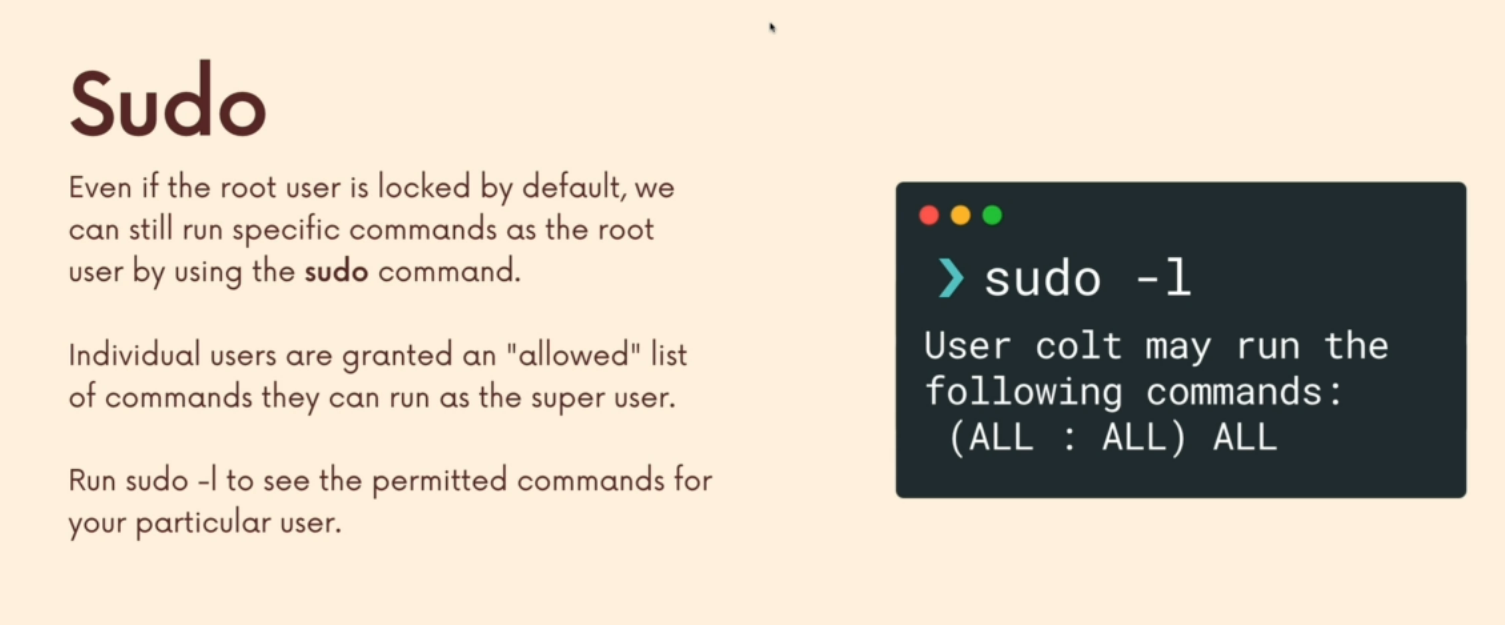 Sudo
Even if the root user is locked by default, we
can still run specific commands as the root
user by using the sudo command.
Individual users are granted an "allowed" list
of commands they can run as the super user.
Run sudo -l to see the permitted commands for
your particular user.
❯ sudo -l
User colt may run the
following commands:
(ALL : ALL) ALL